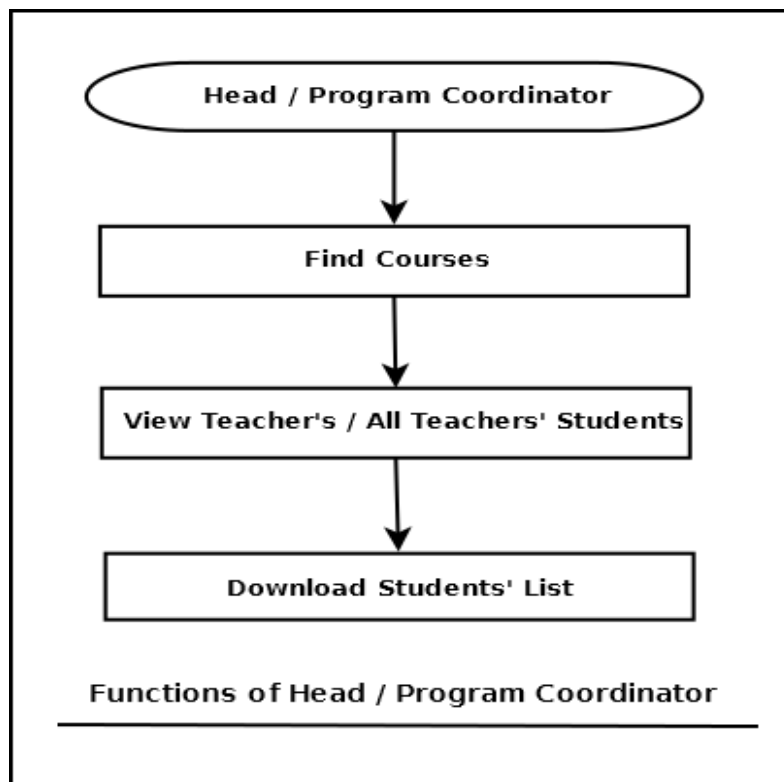 Head / Program Coordinator
Find Courses
View Teacher's / All Teachers' Students
Download Students' List
Functions of Head / Program Coordinator